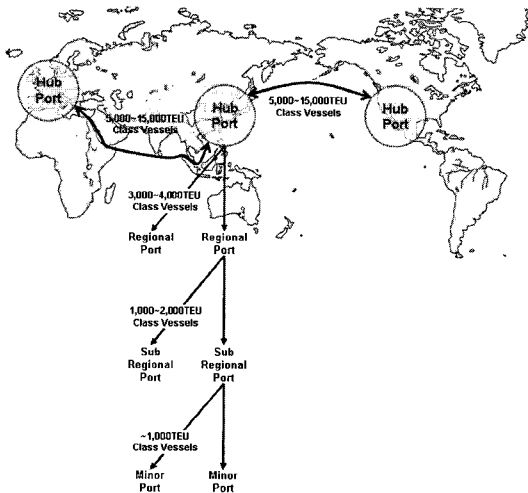 Hub
Port
Hub
Port
Hub
Port
5,000~15,000TEU
Class Vessels
5,000~15,000TEU
Class Vessels
3,000~4,000TEU
Class Vessels
Regional
Port
Regional
Port
1,000~2,000TEU
Class Vessels
Sub
Regional
Port
Sub
Regional
Port
~1,000TEU
Class Vessels
Minor
Port
Minor
Port